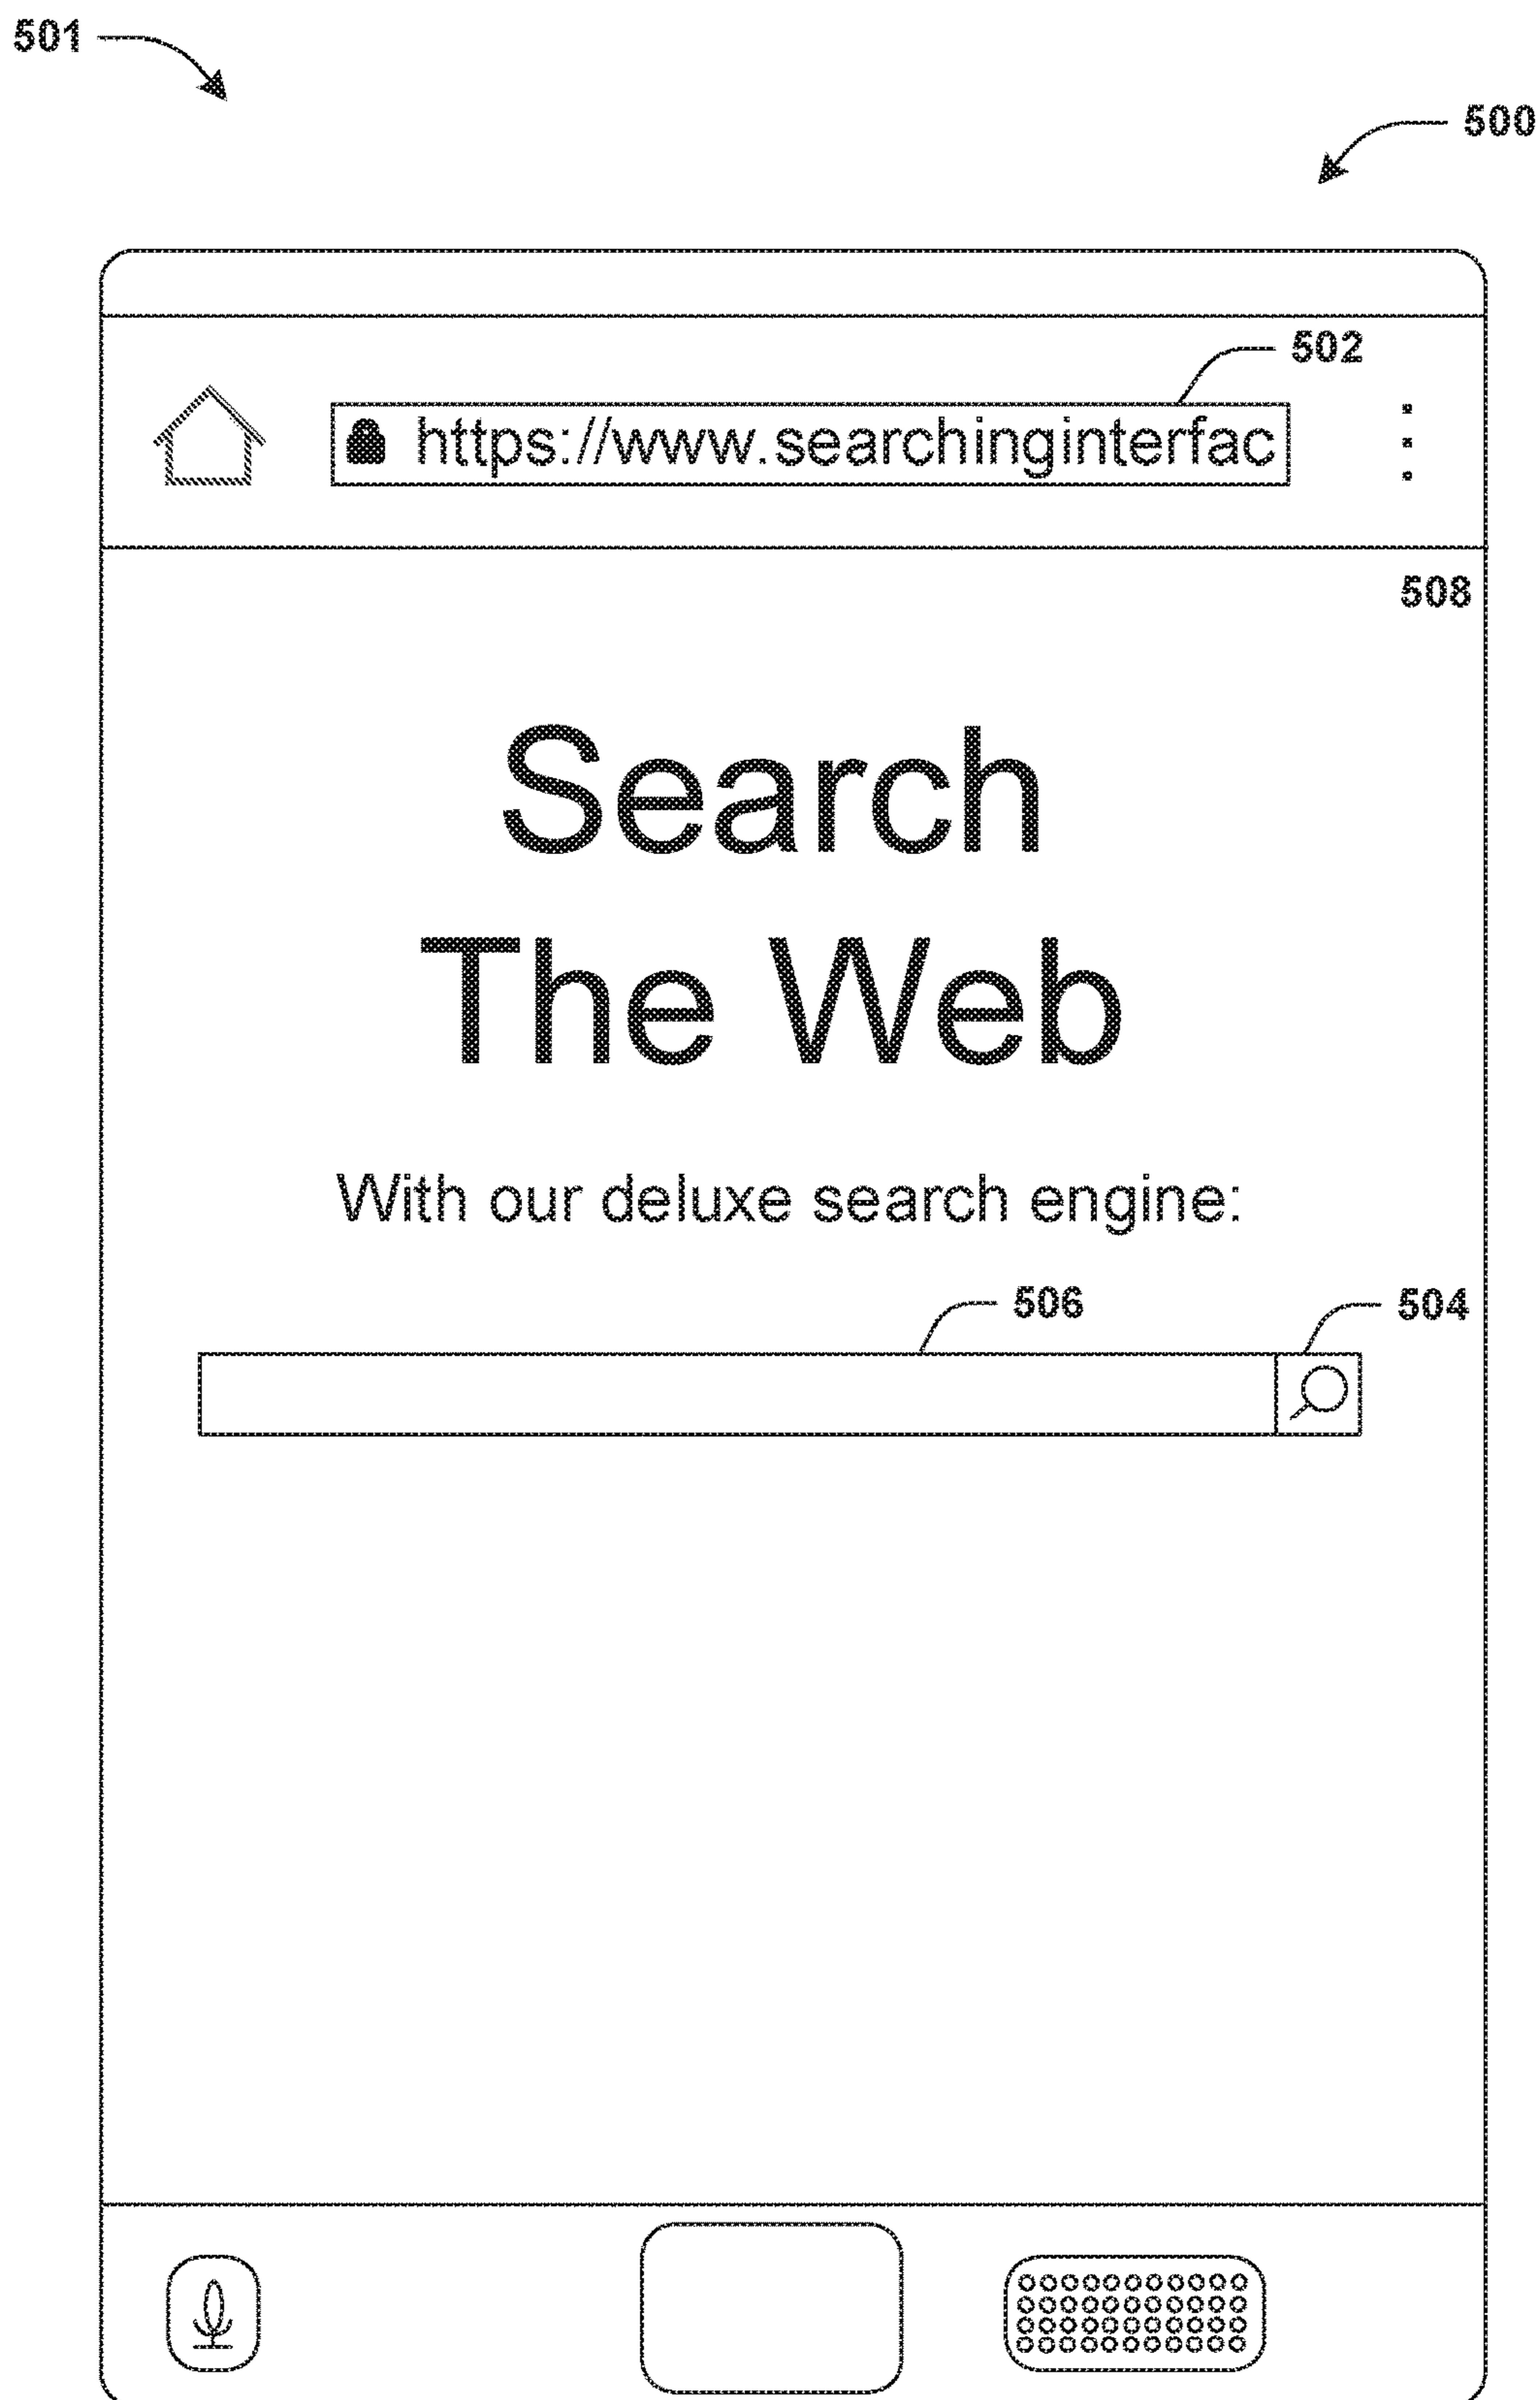 501
500
502
https://www.searchinginterfac
508
Search
The Web
With our deluxe search engine:
506
504